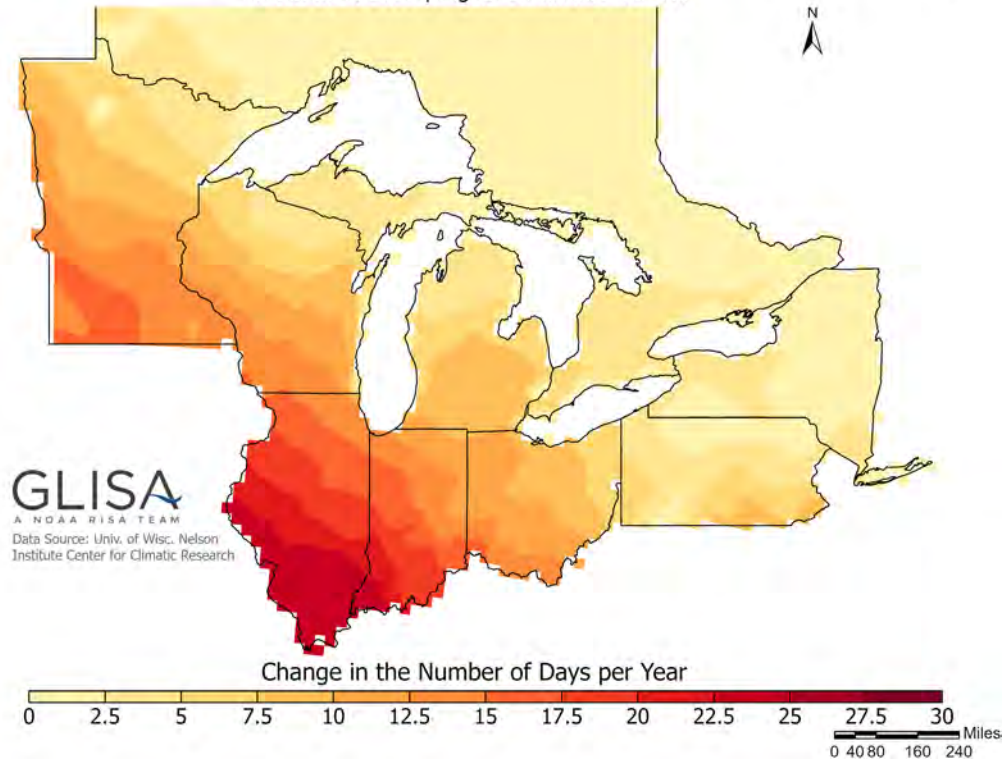 N
GLISA
A NOAA RISA TEAM
Data Source: Univ. of Wisc. Nelson
Institute Center for Climatic Research
Change in the Number of Days per Year
0 2.5 5 7.5 10 12.5 15 17.5 20 22.5 25 27.5 30
Miles
0 40 80 160 240